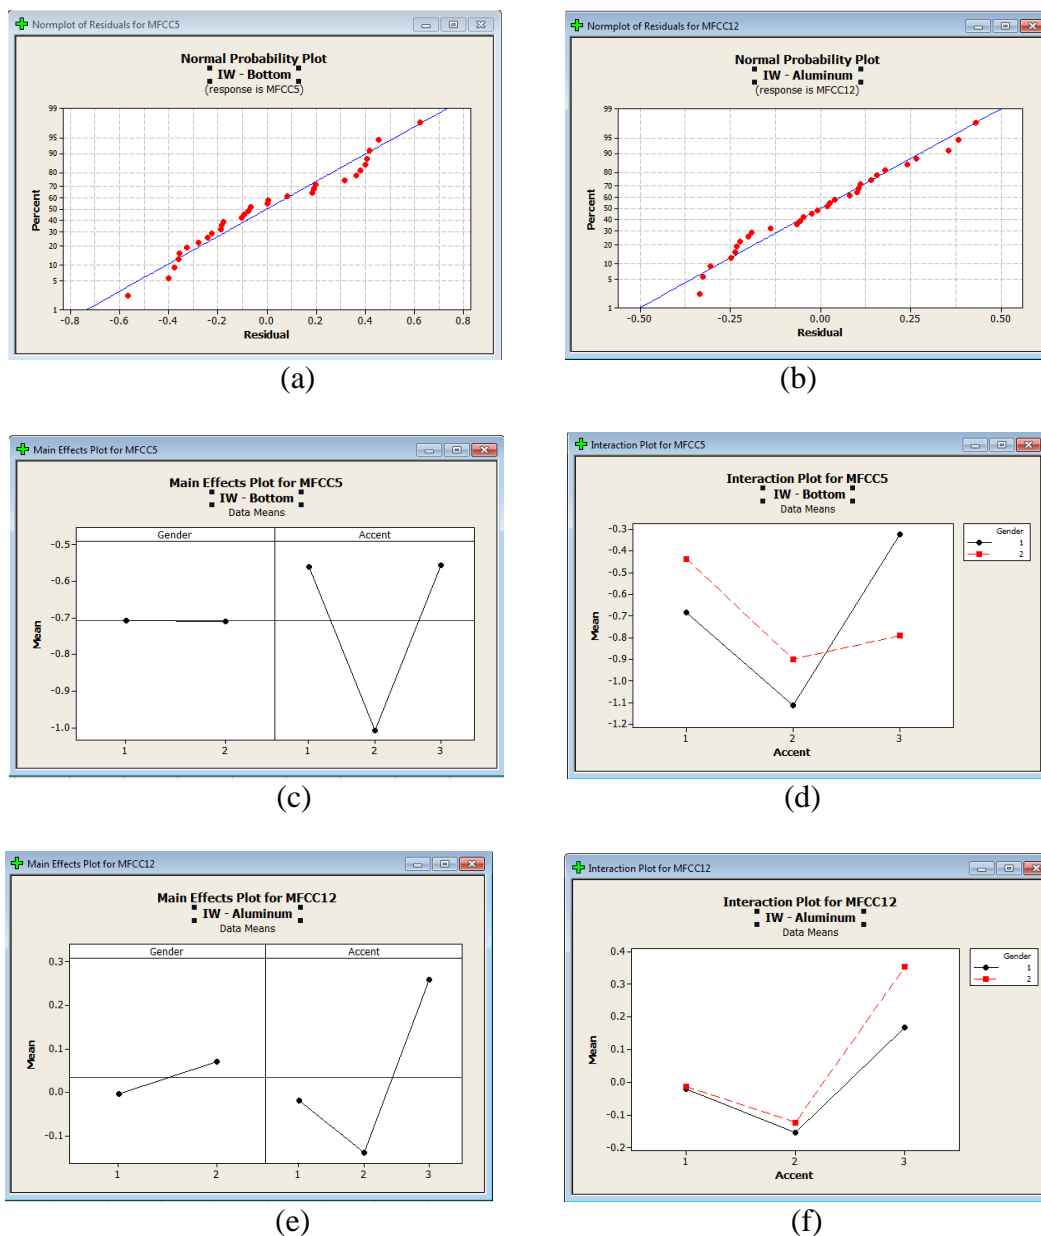 Normplot of Residuals for MFCC5
Normal Probability Plot
IW - Bottom
(response is MFCC5)
99
95
90
80
70
60
50
40
30
20
10
5
1
Percent
-0.8 -0.6 -0.4 -0.2 0.0 0.2 0.4 0.6 0.8
Residual
(a)
Normplot of Residuals for MFCC12
Normal Probability Plot
IW - Aluminum
(response is MFCC12)
99
95
90
80
70
60
50
40
30
20
10
5
1
Percent
-0.50 -0.25 0.00 0.25 0.50
Residual
(b)
Main Effects Plot for MFCC5
Main Effects Plot for MFCC5
IW - Bottom
Data Means
Gender Accent
-0.5
-0.6
-0.7
-0.8
-0.9
-1.0
Mean
1 2 1 2 3
(c)
Interaction Plot for MFCC5
Interaction Plot for MFCC5
IW - Bottom
Data Means
-0.3
-0.4
-0.5
-0.6
-0.7
-0.8
-0.9
-1.0
-1.1
-1.2
Mean
1 2 3
Accent
Gender
1
2
(d)
Main Effects Plot for MFCC12
Main Effects Plot for MFCC12
IW - Aluminum
Data Means
Gender Accent
0.3
0.2
0.1
0.0
-0.1
Mean
1 2 1 2 3
(e)
Interaction Plot for MFCC12
Interaction Plot for MFCC12
IW - Aluminum
Data Means
0.4
0.3
0.2
0.1
0.0
-0.1
-0.2
Mean
1 2 3
Accent
Gender
1
2
(f)